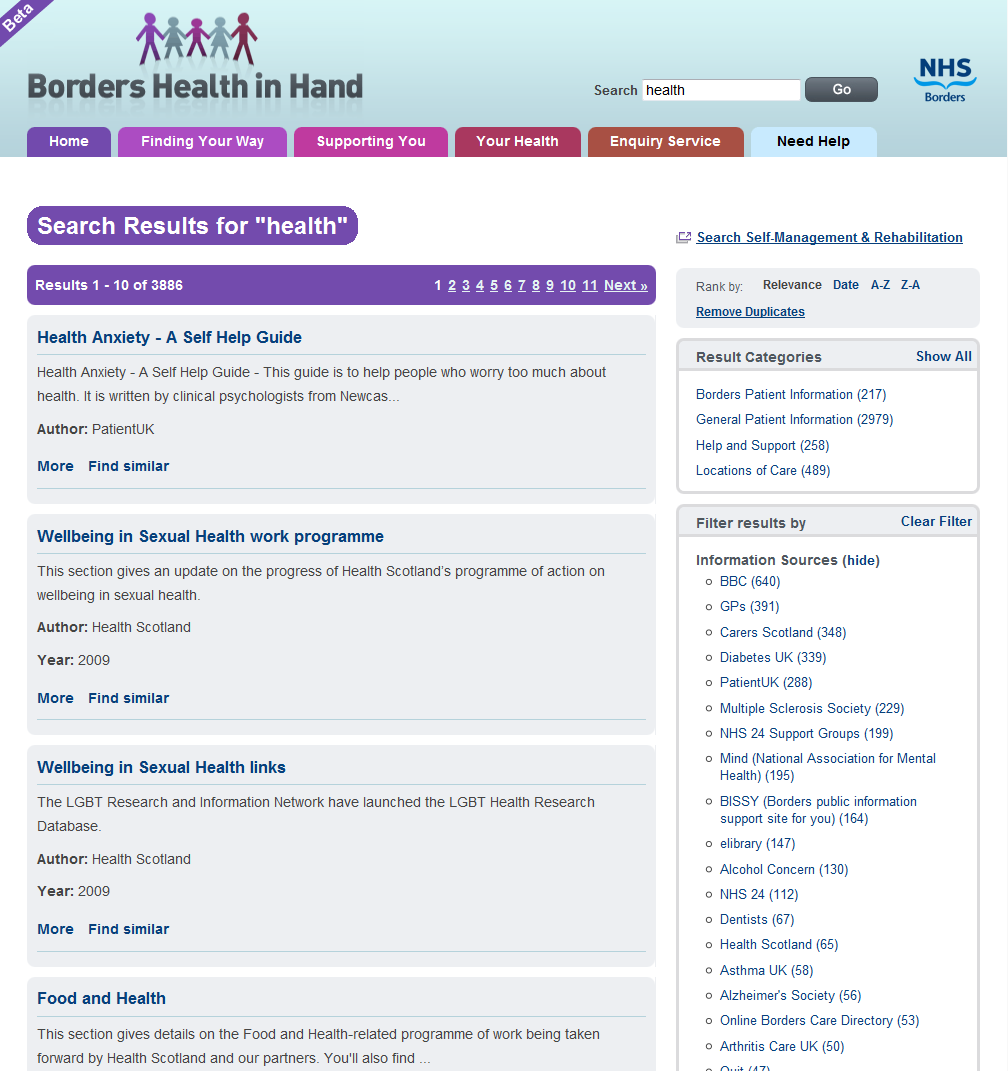 Beta
Borders Health in Hand
Search health Go
NHS
Borders
Home Finding Your Way Supporting You Your Health Enquiry Service Need Help
Search Results for "health"
Results 1 - 10 of 3886 1 2 3 4 5 6 7 8 9 10 11 Next »
Health Anxiety - A Self Help Guide
Health Anxiety - A Self Help Guide - This guide is to help people who worry too much about
health. It is written by clinical psychologists from Newcas...
Author: PatientUK
More Find similar
Wellbeing in Sexual Health work programme
This section gives an update on the progress of Health Scotland's programme of action on
wellbeing in sexual health.
Author: Health Scotland
Year: 2009
More Find similar
Wellbeing in Sexual Health links
The LGBT Research and Information Network have launched the LGBT Health Research
Database.
Author: Health Scotland
Year: 2009
More Find similar
Food and Health
This section gives details on the Food and Health-related programme of work being taken
forward by Health Scotland and our partners. You'll also find ...
Search Self-Management & Rehabilitation
Rank by: Relevance Date A-Z Z-A
Remove Duplicates
Result Categories Show All
Borders Patient Information (217)
General Patient Information (2979)
Help and Support (258)
Locations of Care (489)
Filter results by Clear Filter
Information Sources (hide)
BBC (640)
GPs (391)
Carers Scotland (348)
Diabetes UK (339)
PatientUK (288)
Multiple Sclerosis Society (229)
NHS 24 Support Groups (199)
Mind (National Association for Mental
Health) (195)
BISSY (Borders public information
support site for you) (164)
elibrary (147)
Alcohol Concern (130)
NHS 24 (112)
Dentists (67)
Health Scotland (65)
Asthma UK (58)
Alzheimer's Society (56)
Online Borders Care Directory (53)
Arthritis Care UK (50)
Quit (47)